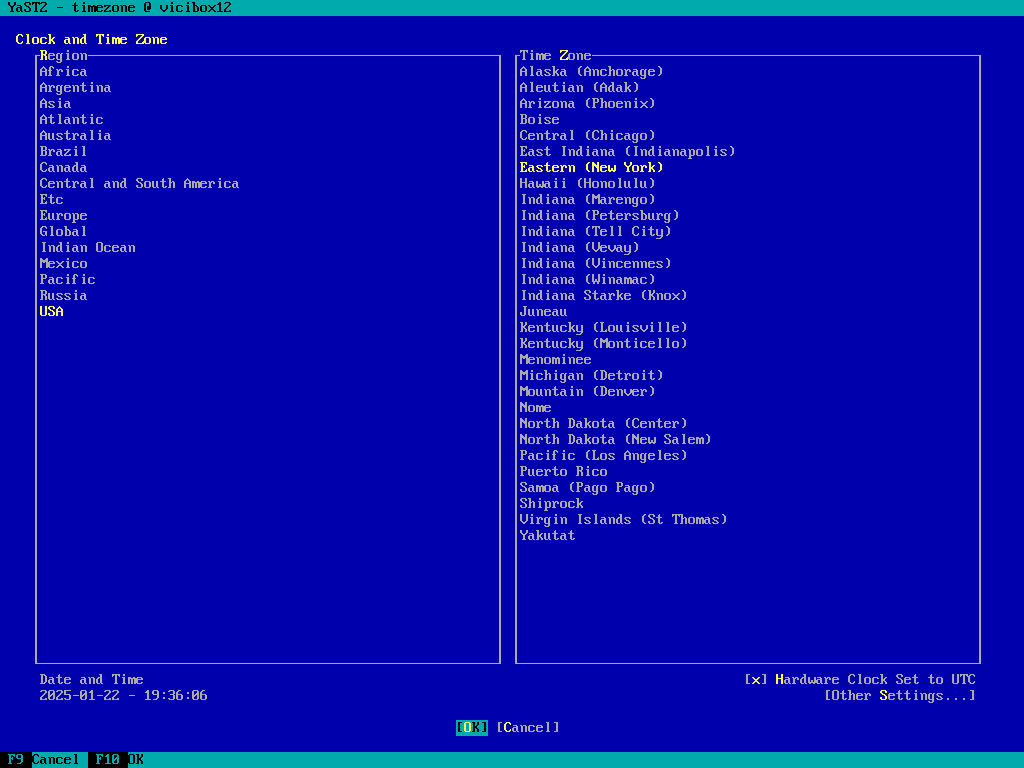 YaST2 - timezone @ vicibox12
Clock and Time Zone
Region
Africa
Argentina
Asia
Atlantic
Australia
Brazil
Canada
Central and South America
Etc
Europe
Global
Indian Ocean
Mexico
Pacific
Russia
USA
Time Zone
Alaska (Anchorage)
Aleutian (Adak)
Arizona (Phoenix)
Boise
Central (Chicago)
East Indiana (Indianapolis)
Eastern (New York)
Hawaii (Honolulu)
Indiana (Marengo)
Indiana (Petersburg)
Indiana (Tell City)
Indiana (Vevay)
Indiana (Vincennes)
Indiana (Winamac)
Indiana Starke (Knox)
Juneau
Kentucky (Louisville)
Kentucky (Monticello)
Menominee
Michigan (Detroit)
Mountain (Denver)
Nome
North Dakota (Center)
North Dakota (New Salem)
Pacific (Los Angeles)
Puerto Rico
Samoa (Pago Pago)
Shiprock
Virgin Islands (St Thomas)
Yakutat
Date and Time
2025-01-22 - 19:36:06
[x] Hardware Clock Set to UTC
[Other Settings...]
[OK] [Cancel]
F9 Cancel F10 OK